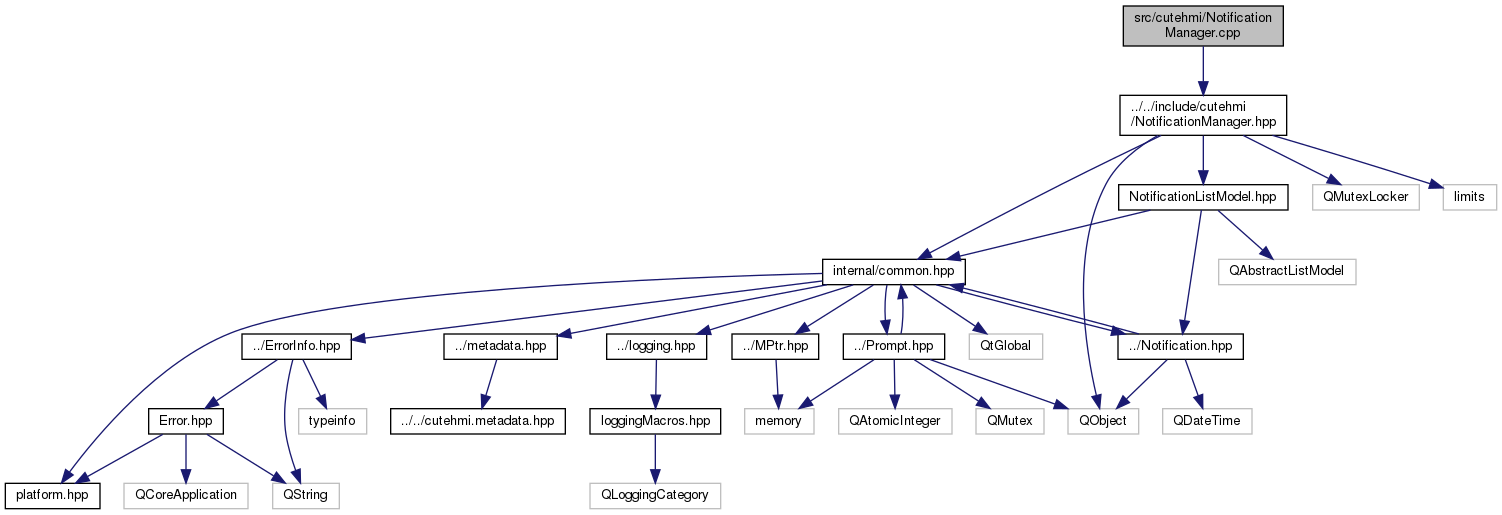 src/cutehmi/Notification
Manager.cpp
../../include/cutehmi
/NotificationManager.hpp
NotificationListModel.hpp
QMutexLocker
limits
internal/common.hpp
QAbstractListModel
../ErrorInfo.hpp
../metadata.hpp
../logging.hpp
../MPtr.hpp
../Prompt.hpp
QtGlobal
../Notification.hpp
Error.hpp
typeinfo
../../cutehmi.metadata.hpp
loggingMacros.hpp
memory
QAtomicInteger
QMutex
QObject
QDateTime
platform.hpp
QCoreApplication
QString
QLoggingCategory